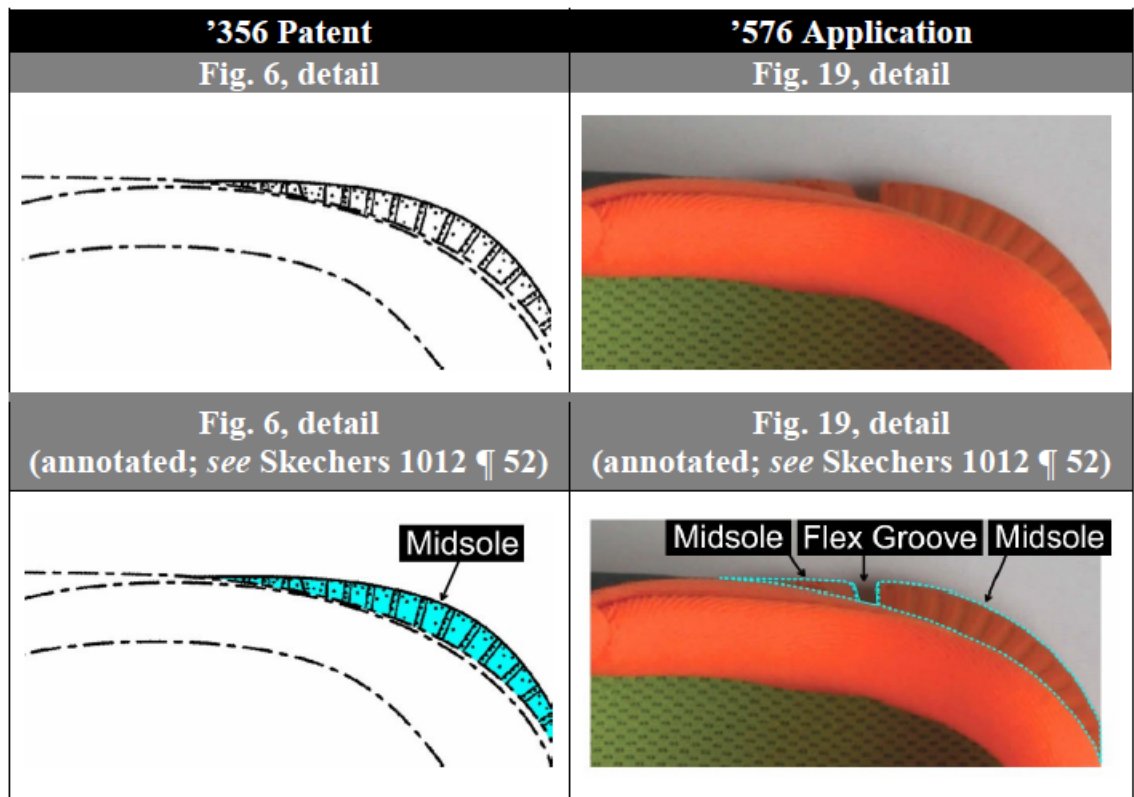 ’356 Patent
’576 Application
Fig. 6, detail
Fig. 19, detail
Fig. 6, detail
(annotated; see Skechers 1012 ¶ 52)
Fig. 19, detail
(annotated; see Skechers 1012 ¶ 52)
Midsole
Midsole
Flex Groove
Midsole